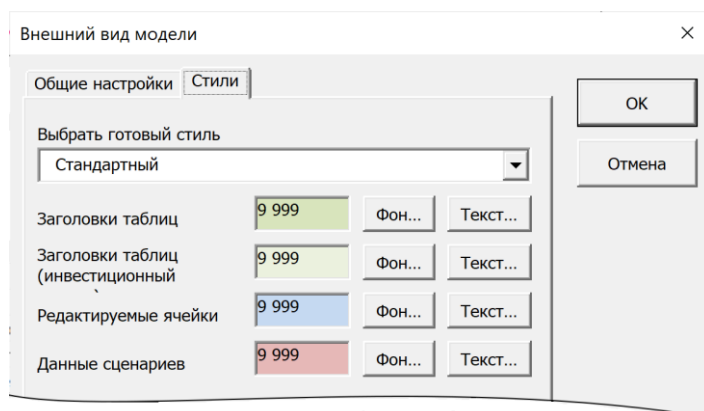 Внешний вид модели
Общие настройки Стили
OK
Выбрать готовый стиль
Стандартный
Отмена
Заголовки таблиц 9 999 Фон... Текст...
Заголовки таблиц
(инвестиционный
9 999 Фон... Текст...
Редактируемые ячейки 9 999 Фон... Текст...
Данные сценариев 9 999 Фон... Текст...